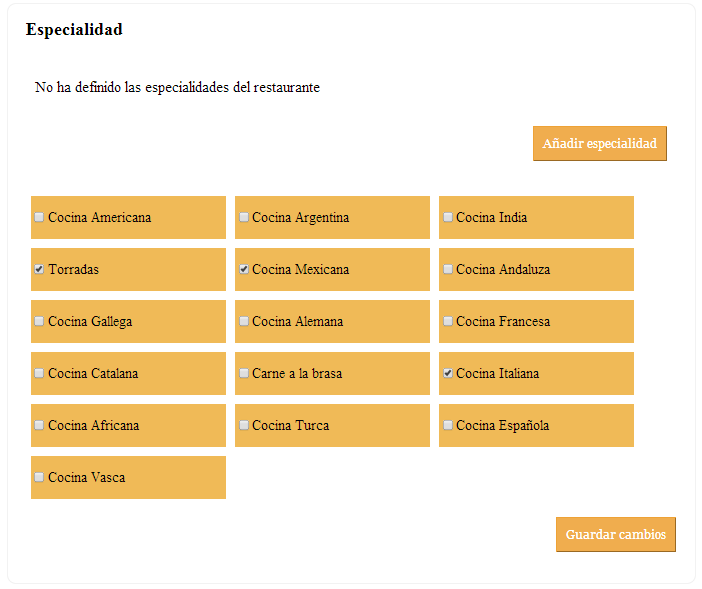 Especialidad
No ha definido las especialidades del restaurante
Añadir especialidad
Cocina Americana
Cocina Argentina
Cocina India
Torradas
Cocina Mexicana
Cocina Andaluza
Cocina Gallega
Cocina Alemana
Cocina Francesa
Cocina Catalana
Carne a la brasa
Cocina Italiana
Cocina Africana
Cocina Turca
Cocina Española
Cocina Vasca
Guardar cambios